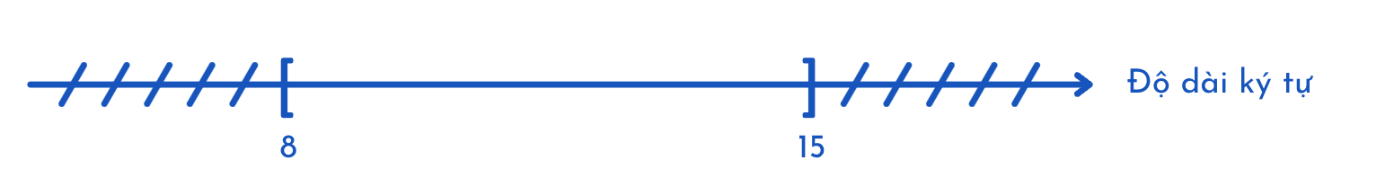 Độ dài ký tự
8 15